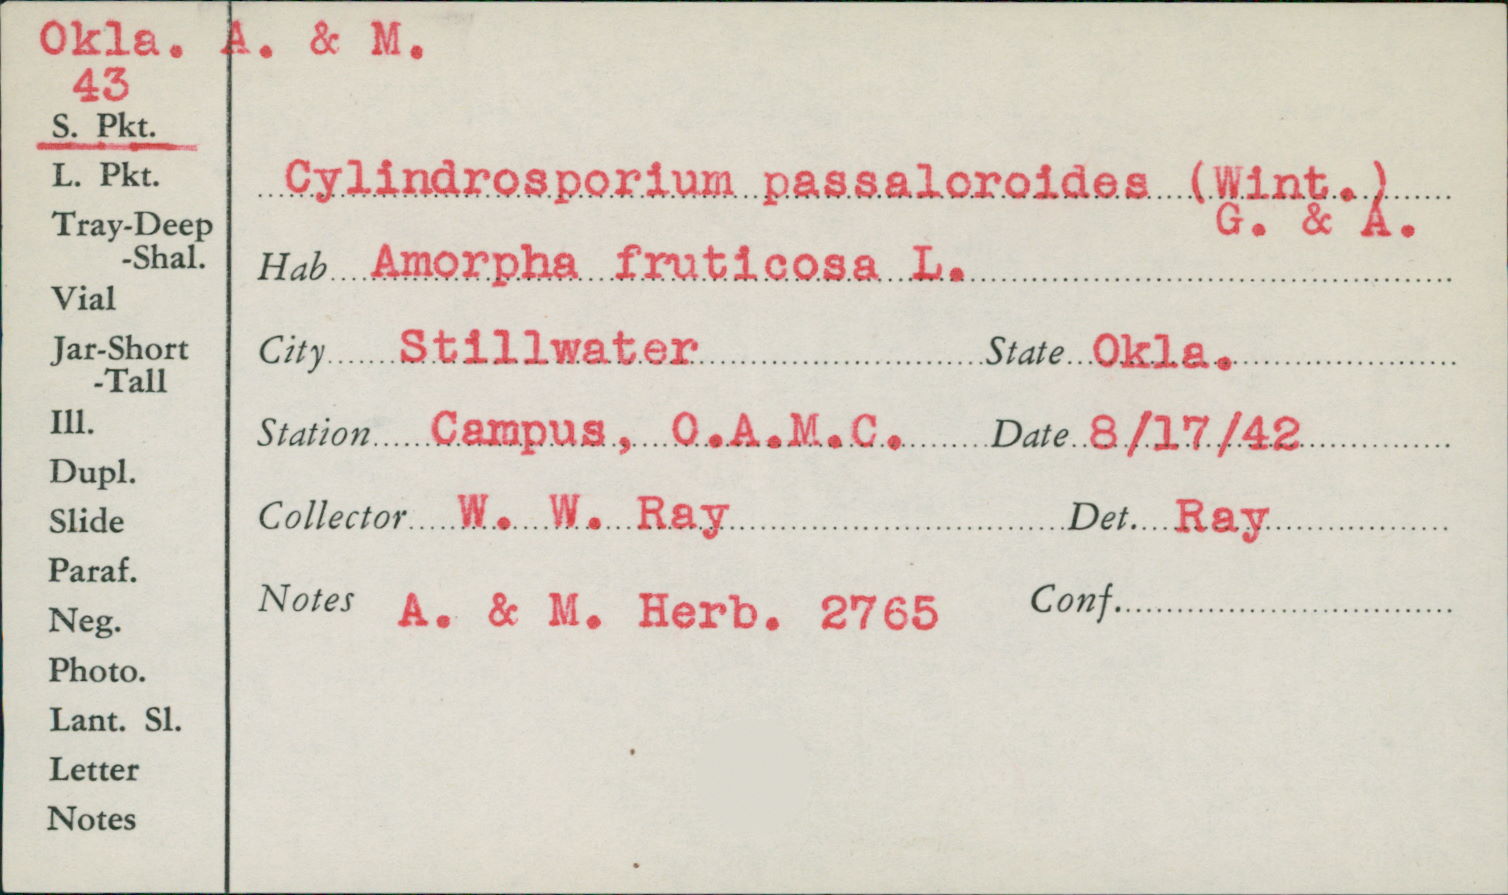 Okla. A. & M.
43
S. Pkt.
L. Pkt.
Tray-Deep
-Shal.
Vial
Jar-Short
-Tall
Ill.
Dupl.
Slide
Paraf.
Neg.
Photo.
Lant. Sl.
Letter
Notes
Cylindrosporium passaloroides (Wint.)
G. & A.
Hab Amorpha fruticosa L.
City Stillwater State Okla.
Station Campus, O.A.M.C. Date 8/17/42
Collector W. W. Ray Det. Ray
Notes A. & M. Herb. 2765 Conf.